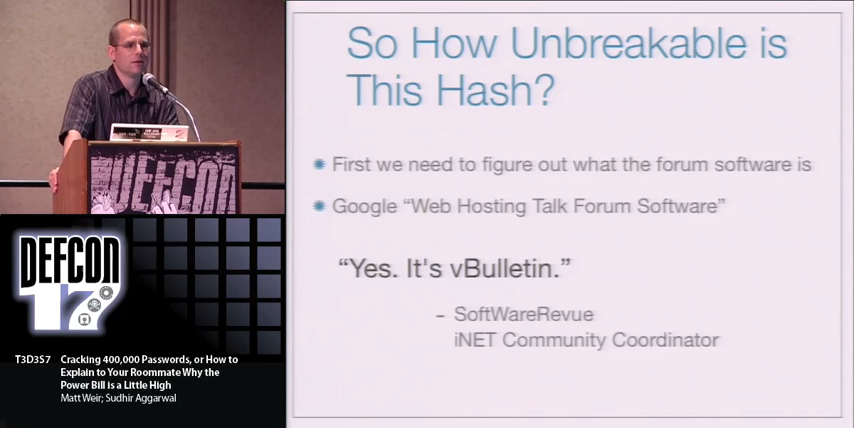 So How Unbreakable is
This Hash?
First we need to figure out what the forum software is
Google “Web Hosting Talk Forum Software”
“Yes. It's vBulletin.”
- SoftWareRevue
iNET Community Coordinator
DEFCON
DEFCON
17
T3D3S7 Cracking 400,000 Passwords, or How to
Explain to Your Roommate Why the
Power Bill is a Little High
Matt Weir; Sudhir Aggarwal